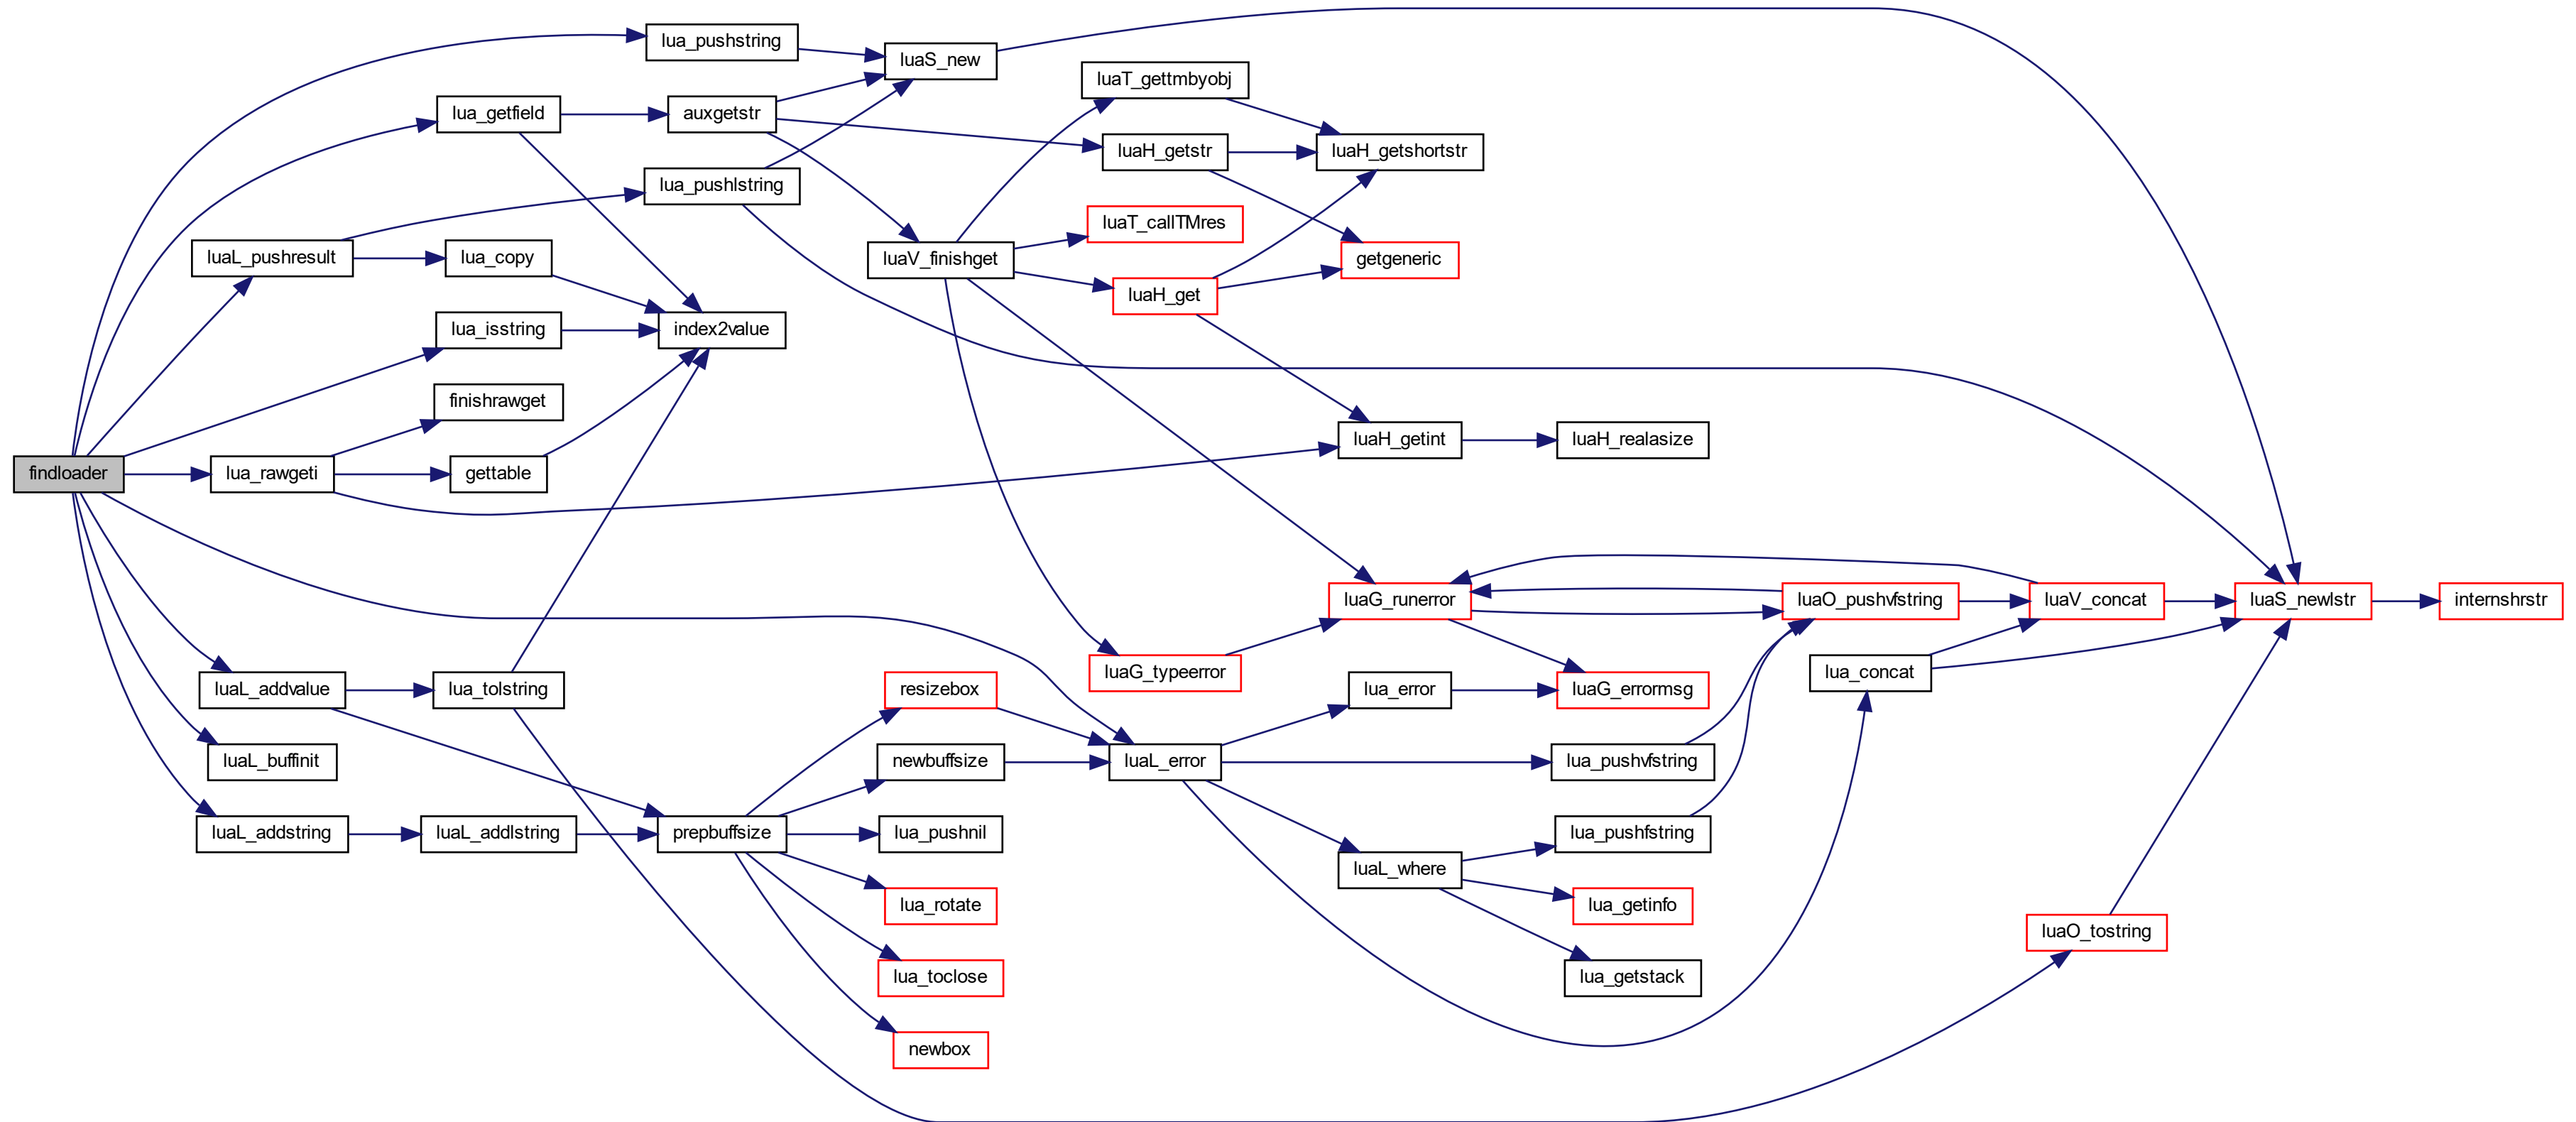 findloader
lua_pushstring
lua_getfield
luaL_pushresult
lua_isstring
lua_rawgeti
luaL_addvalue
luaL_buffinit
luaL_addstring
lua_copy
finishrawget
gettable
lua_tolstring
luaL_addlstring
auxgetstr
lua_pushlstring
index2value
prepbuffsize
luaS_new
luaV_finishget
resizebox
newbuffsize
lua_pushnil
lua_rotate
lua_toclose
newbox
luaT_gettmbyobj
luaH_getstr
luaT_callTMres
luaH_get
luaG_typeerror
luaL_error
luaH_getshortstr
getgeneric
luaH_getint
luaG_runerror
lua_error
luaL_where
luaH_realasize
luaG_errormsg
lua_pushvfstring
lua_pushfstring
lua_getinfo
lua_getstack
luaO_pushvfstring
lua_concat
luaV_concat
luaO_tostring
luaS_newlstr
internshrstr